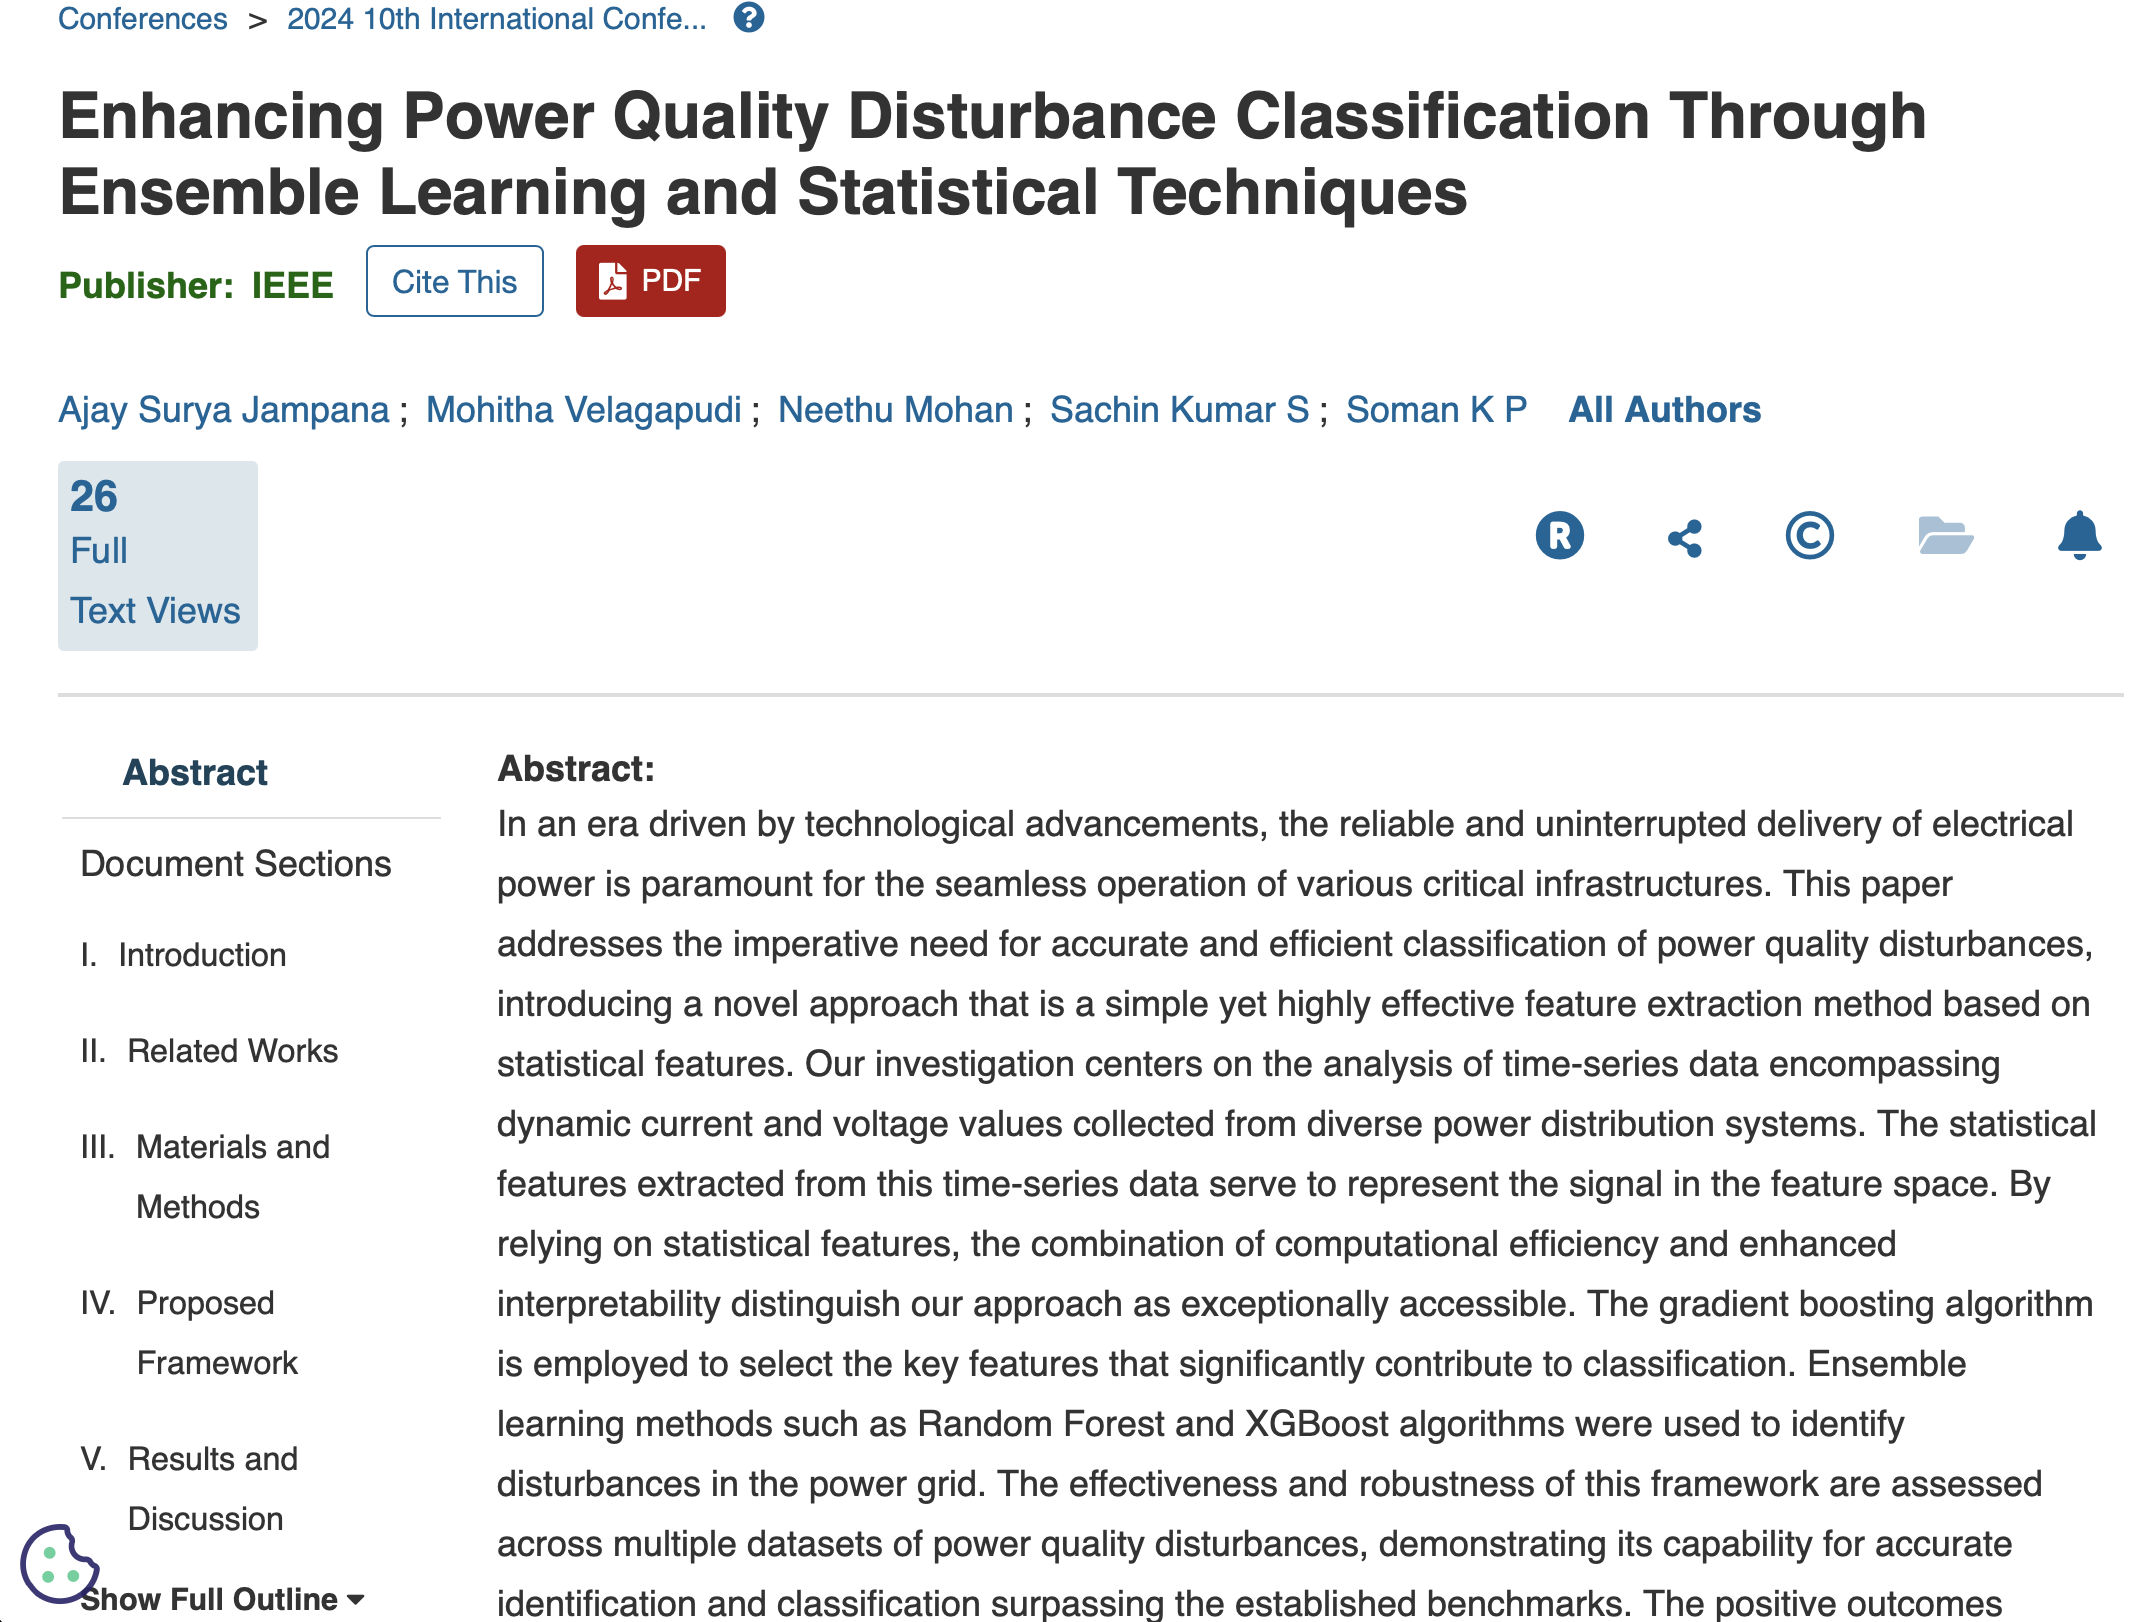 Conferences > 2024 10th International Confe... ?
Enhancing Power Quality Disturbance Classification Through
Ensemble Learning and Statistical Techniques
Publisher: IEEE Cite This PDF
Ajay Surya Jampana ; Mohitha Velagapudi ; Neethu Mohan ; Sachin Kumar S ; Soman K P All Authors
26
Full
Text Views
R ©
Abstract
Document Sections
I. Introduction
II. Related Works
III. Materials and
Methods
IV. Proposed
Framework
V. Results and
Discussion
Show Full Outline
Abstract:
In an era driven by technological advancements, the reliable and uninterrupted delivery of electrical
power is paramount for the seamless operation of various critical infrastructures. This paper
addresses the imperative need for accurate and efficient classification of power quality disturbances,
introducing a novel approach that is a simple yet highly effective feature extraction method based on
statistical features. Our investigation centers on the analysis of time-series data encompassing
dynamic current and voltage values collected from diverse power distribution systems. The statistical
features extracted from this time-series data serve to represent the signal in the feature space. By
relying on statistical features, the combination of computational efficiency and enhanced
interpretability distinguish our approach as exceptionally accessible. The gradient boosting algorithm
is employed to select the key features that significantly contribute to classification. Ensemble
learning methods such as Random Forest and XGBoost algorithms were used to identify
disturbances in the power grid. The effectiveness and robustness of this framework are assessed
across multiple datasets of power quality disturbances, demonstrating its capability for accurate
identification and classification surpassing the established benchmarks. The positive outcomes